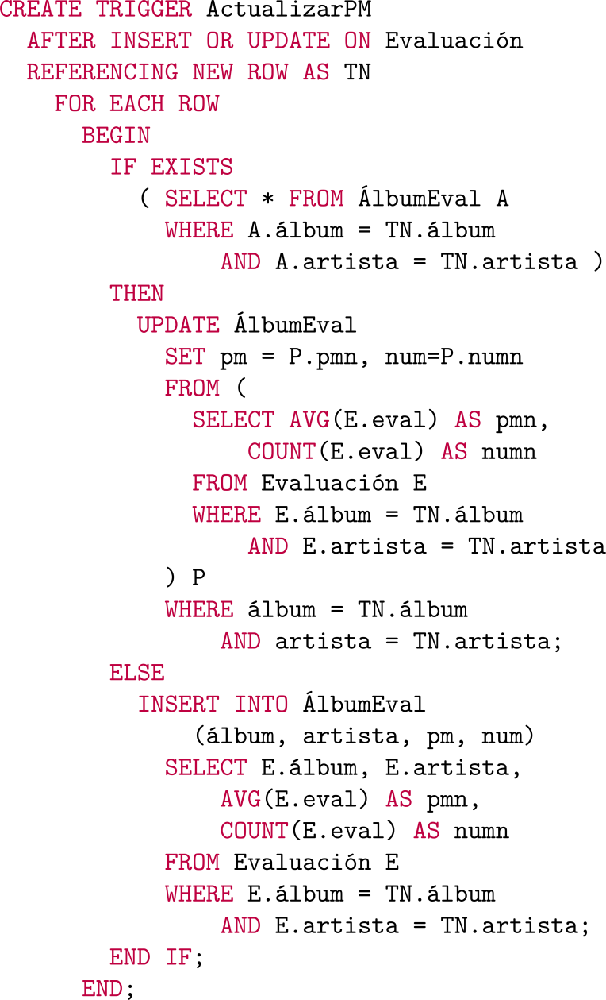 CREATE TRIGGER ActualizarPM
AFTER INSERT OR UPDATE ON Evaluación
REFERENCING NEW ROW AS TN
FOR EACH ROW
BEGIN
IF EXISTS
( SELECT * FROM ÁlbumEval A
WHERE A.álbum = TN.álbum
AND A.artista = TN.artista )
THEN
UPDATE ÁlbumEval
SET pm = P.pmn, num=P.numn
FROM (
SELECT AVG(E.eval) AS pmn,
COUNT(E.eval) AS numn
FROM Evaluación E
WHERE E.álbum = TN.álbum
AND E.artista = TN.artista
) P
WHERE álbum = TN.álbum
AND artista = TN.artista;
ELSE
INSERT INTO ÁlbumEval
(álbum, artista, pm, num)
SELECT E.álbum, E.artista,
AVG(E.eval) AS pmn,
COUNT(E.eval) AS numn
FROM Evaluación E
WHERE E.álbum = TN.álbum
AND E.artista = TN.artista;
END IF;
END;